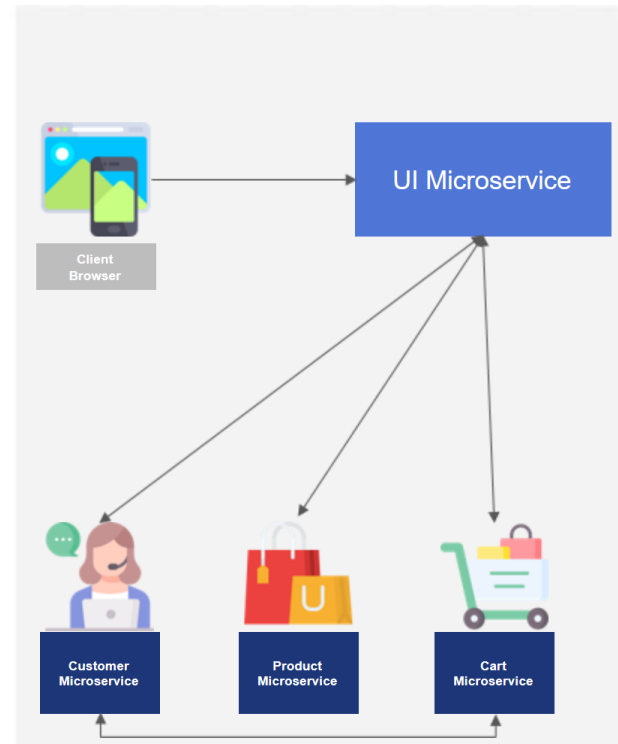 UI Microservice
Client
Browser
Customer
Microservice
Product
Microservice
Cart
Microservice